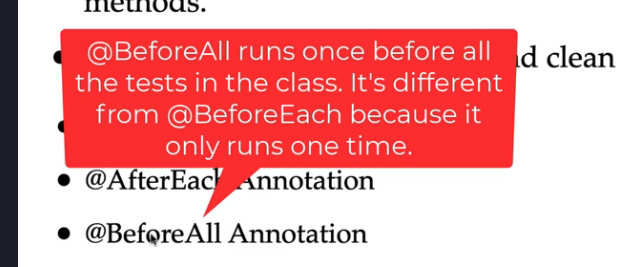 methods.
@BeforeAll runs once before all
the tests in the class. It's different
from @BeforeEach because it
only runs one time.
d clean
@AfterEach Annotation
@BeforeAll Annotation